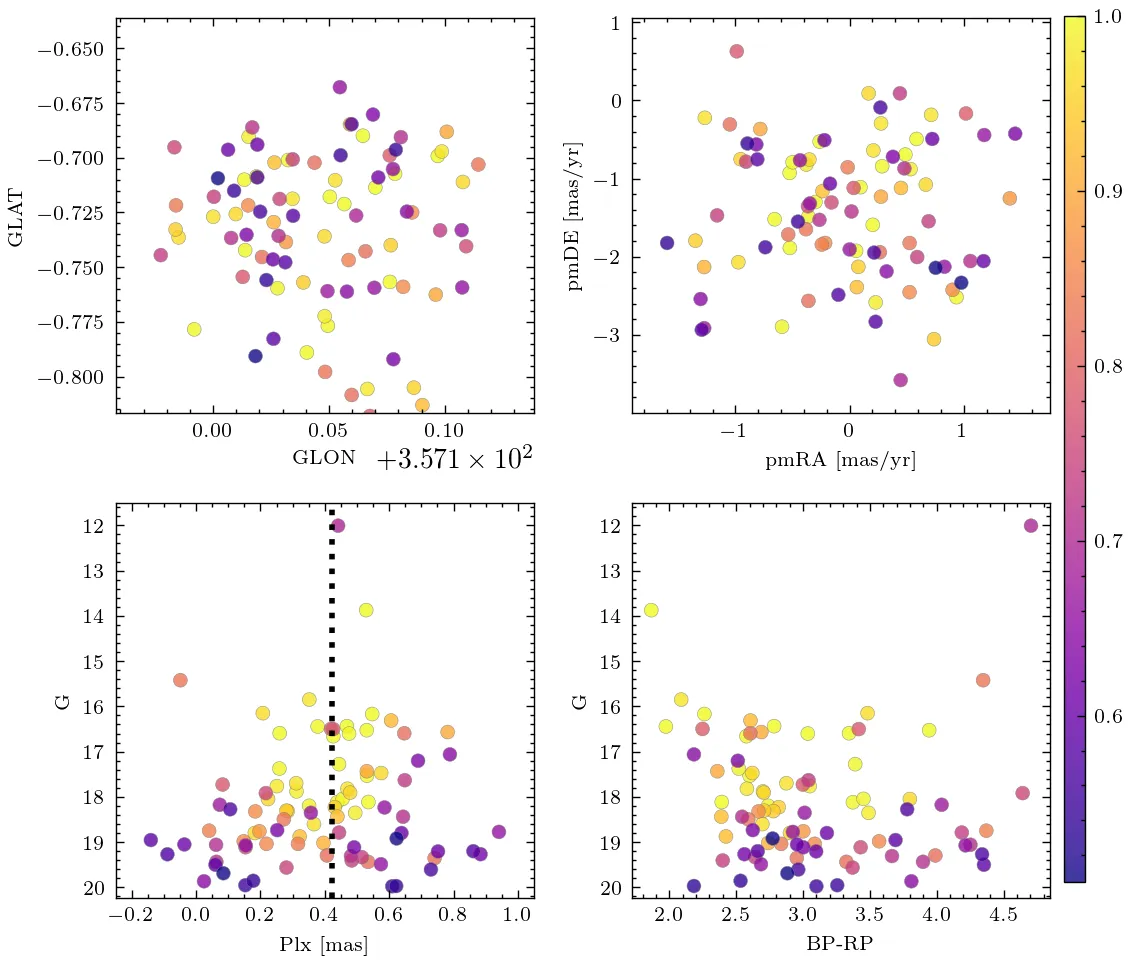 −0.650
−0.675
−0.700
−0.725
−0.750
−0.775
−0.800
GLAT
0.00 0.05 0.10
GLON +3.571 × 10²
1
0
−1
−2
−3
pmDE [mas/yr]
−1 0 1
pmRA [mas/yr]
1.0
0.9
0.8
0.7
0.6
12
13
14
15
16
17
18
19
20
G
−0.2 0.0 0.2 0.4 0.6 0.8 1.0
Plx [mas]
12
13
14
15
16
17
18
19
20
G
2.0 2.5 3.0 3.5 4.0 4.5
BP-RP